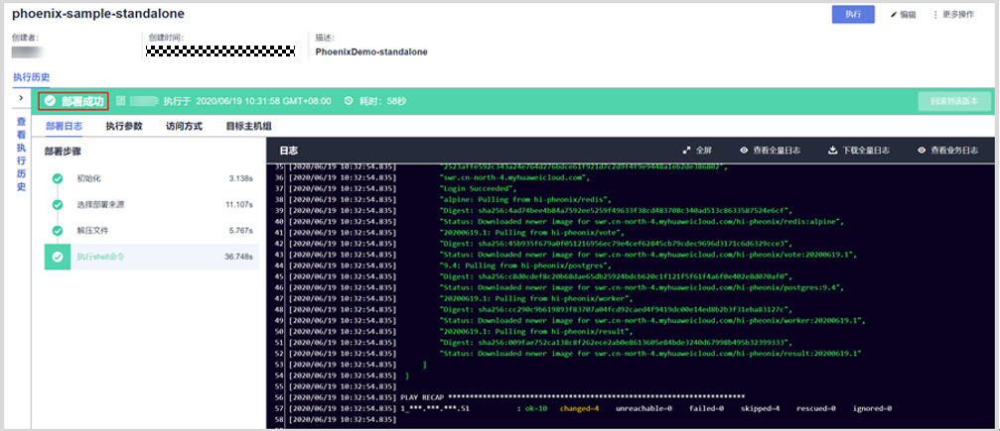 phoenix-sample-standalone
执行 编辑 更多操作
创建者: 创建时间: 描述:
PhoenixDemo-standalone
执行历史
部署成功 执行于 2020/06/19 10:31:58 GMT+08:00 耗时: 58秒 回滚到该版本
查看执行历史
部署日志 执行参数 访问方式 目标主机组
部署步骤
初始化 3.138s
选择部署来源 11.107s
解压文件 5.767s
执行shell命令 36.748s
日志 全屏 查看全量日志 下载全量日志 查看业务日志
35 [2020/06/19 10:32:54.835]
36 [2020/06/19 10:32:54.835] "swr.cn-north-4.myhuaweicloud.com",
37 [2020/06/19 10:32:54.835] "Login Succeeded",
38 [2020/06/19 10:32:54.835] "alpine: Pulling from hi-pheonix/redis",
39 [2020/06/19 10:32:54.835] "Digest: sha256:4ad74bee4b84a7592ee5259f49633f38cd483708c340ad513c8633587524e6cf",
40 [2020/06/19 10:32:54.835] "Status: Downloaded newer image for swr.cn-north-4.myhuaweicloud.com/hi-pheonix/redis:alpine",
41 [2020/06/19 10:32:54.835] "20200619.1: Pulling from hi-pheonix/vote",
42 [2020/06/19 10:32:54.835] "Digest: sha256:45b935f679a0f051216956ec79e4cef62845cb79cdec9696d3171c6d6329cce3",
43 [2020/06/19 10:32:54.835] "Status: Downloaded newer image for swr.cn-north-4.myhuaweicloud.com/hi-pheonix/vote:20200619.1",
44 [2020/06/19 10:32:54.835] "9.4: Pulling from hi-pheonix/postgres",
45 [2020/06/19 10:32:54.835] "Digest: sha256:c8d0cdef8c20b68dae65db25924bdcb620c1f121f5f61f4a6f0e402e8d070af0",
46 [2020/06/19 10:32:54.835] "Status: Downloaded newer image for swr.cn-north-4.myhuaweicloud.com/hi-pheonix/postgres:9.4",
47 [2020/06/19 10:32:54.835] "20200619.1: Pulling from hi-pheonix/worker",
48 [2020/06/19 10:32:54.835] "Digest: sha256:cc290c9b619893f83707a04fcd92caed4f9419dc00e14ed8b2b3f31eba83127c",
49 [2020/06/19 10:32:54.835] "Status: Downloaded newer image for swr.cn-north-4.myhuaweicloud.com/hi-pheonix/worker:20200619.1",
50 [2020/06/19 10:32:54.835] "20200619.1: Pulling from hi-pheonix/result",
51 [2020/06/19 10:32:54.835] "Digest: sha256:009fae752ca138c8f262ece2ab0e8613605e84bde3240d67998b495b32399333",
52 [2020/06/19 10:32:54.835] "Status: Downloaded newer image for swr.cn-north-4.myhuaweicloud.com/hi-pheonix/result:20200619.1"
53 [2020/06/19 10:32:54.835] ]
54 [2020/06/19 10:32:54.835] }
55 [2020/06/19 10:32:54.835]
56 [2020/06/19 10:32:54.835] PLAY RECAP *********************************************************************
57 [2020/06/19 10:32:54.835] 1_***.***.***.51 : ok=10 changed=4 unreachable=0 failed=0 skipped=4 rescued=0 ignored=0
58 [2020/06/19 10:32:54.835]